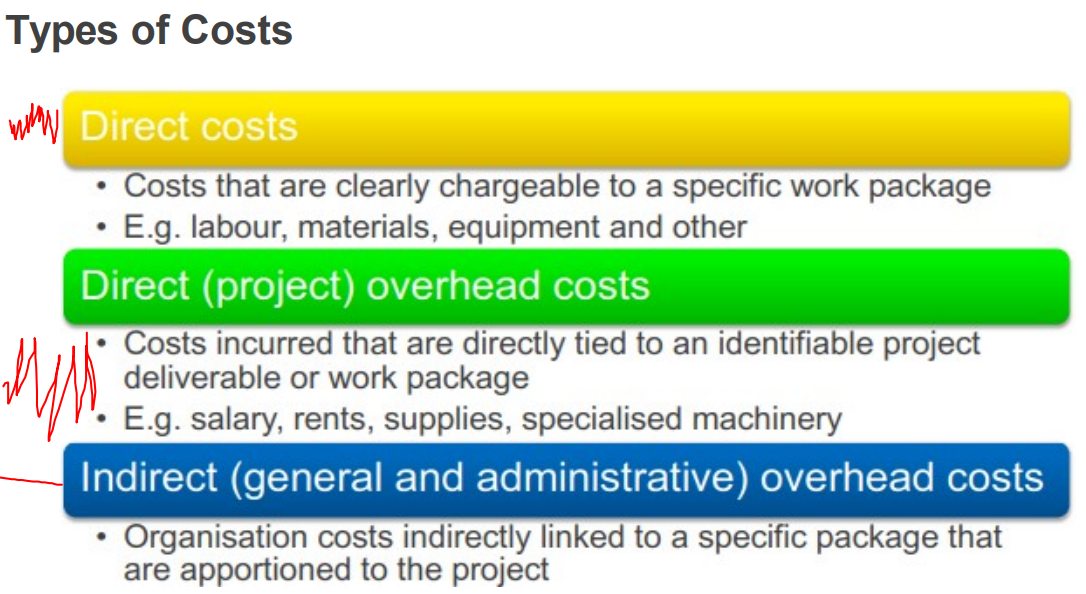 Types of Costs
Direct costs
• Costs that are clearly chargeable to a specific work package
• E.g. labour, materials, equipment and other
Direct (project) overhead costs
• Costs incurred that are directly tied to an identifiable project
deliverable or work package
• E.g. salary, rents, supplies, specialised machinery
Indirect (general and administrative) overhead costs
• Organisation costs indirectly linked to a specific package that
are apportioned to the project